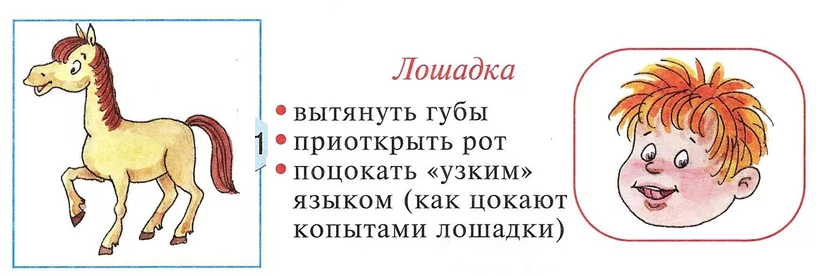 Лошадка
1
• вытянуть губы
• приоткрыть рот
• поцокать «узким»
языком (как цокают
копытами лошадки)